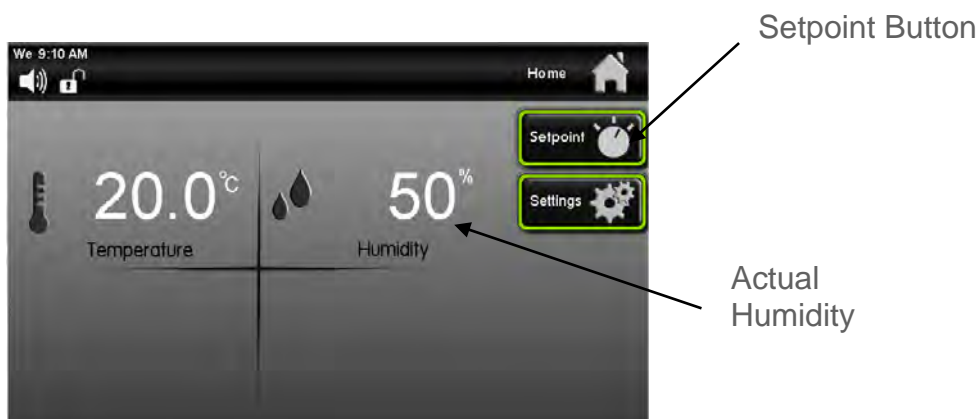 Setpoint Button
We 9:10 AM
Home
Setpoint
20.0°C
50%
Settings
Temperature
Humidity
Actual
Humidity